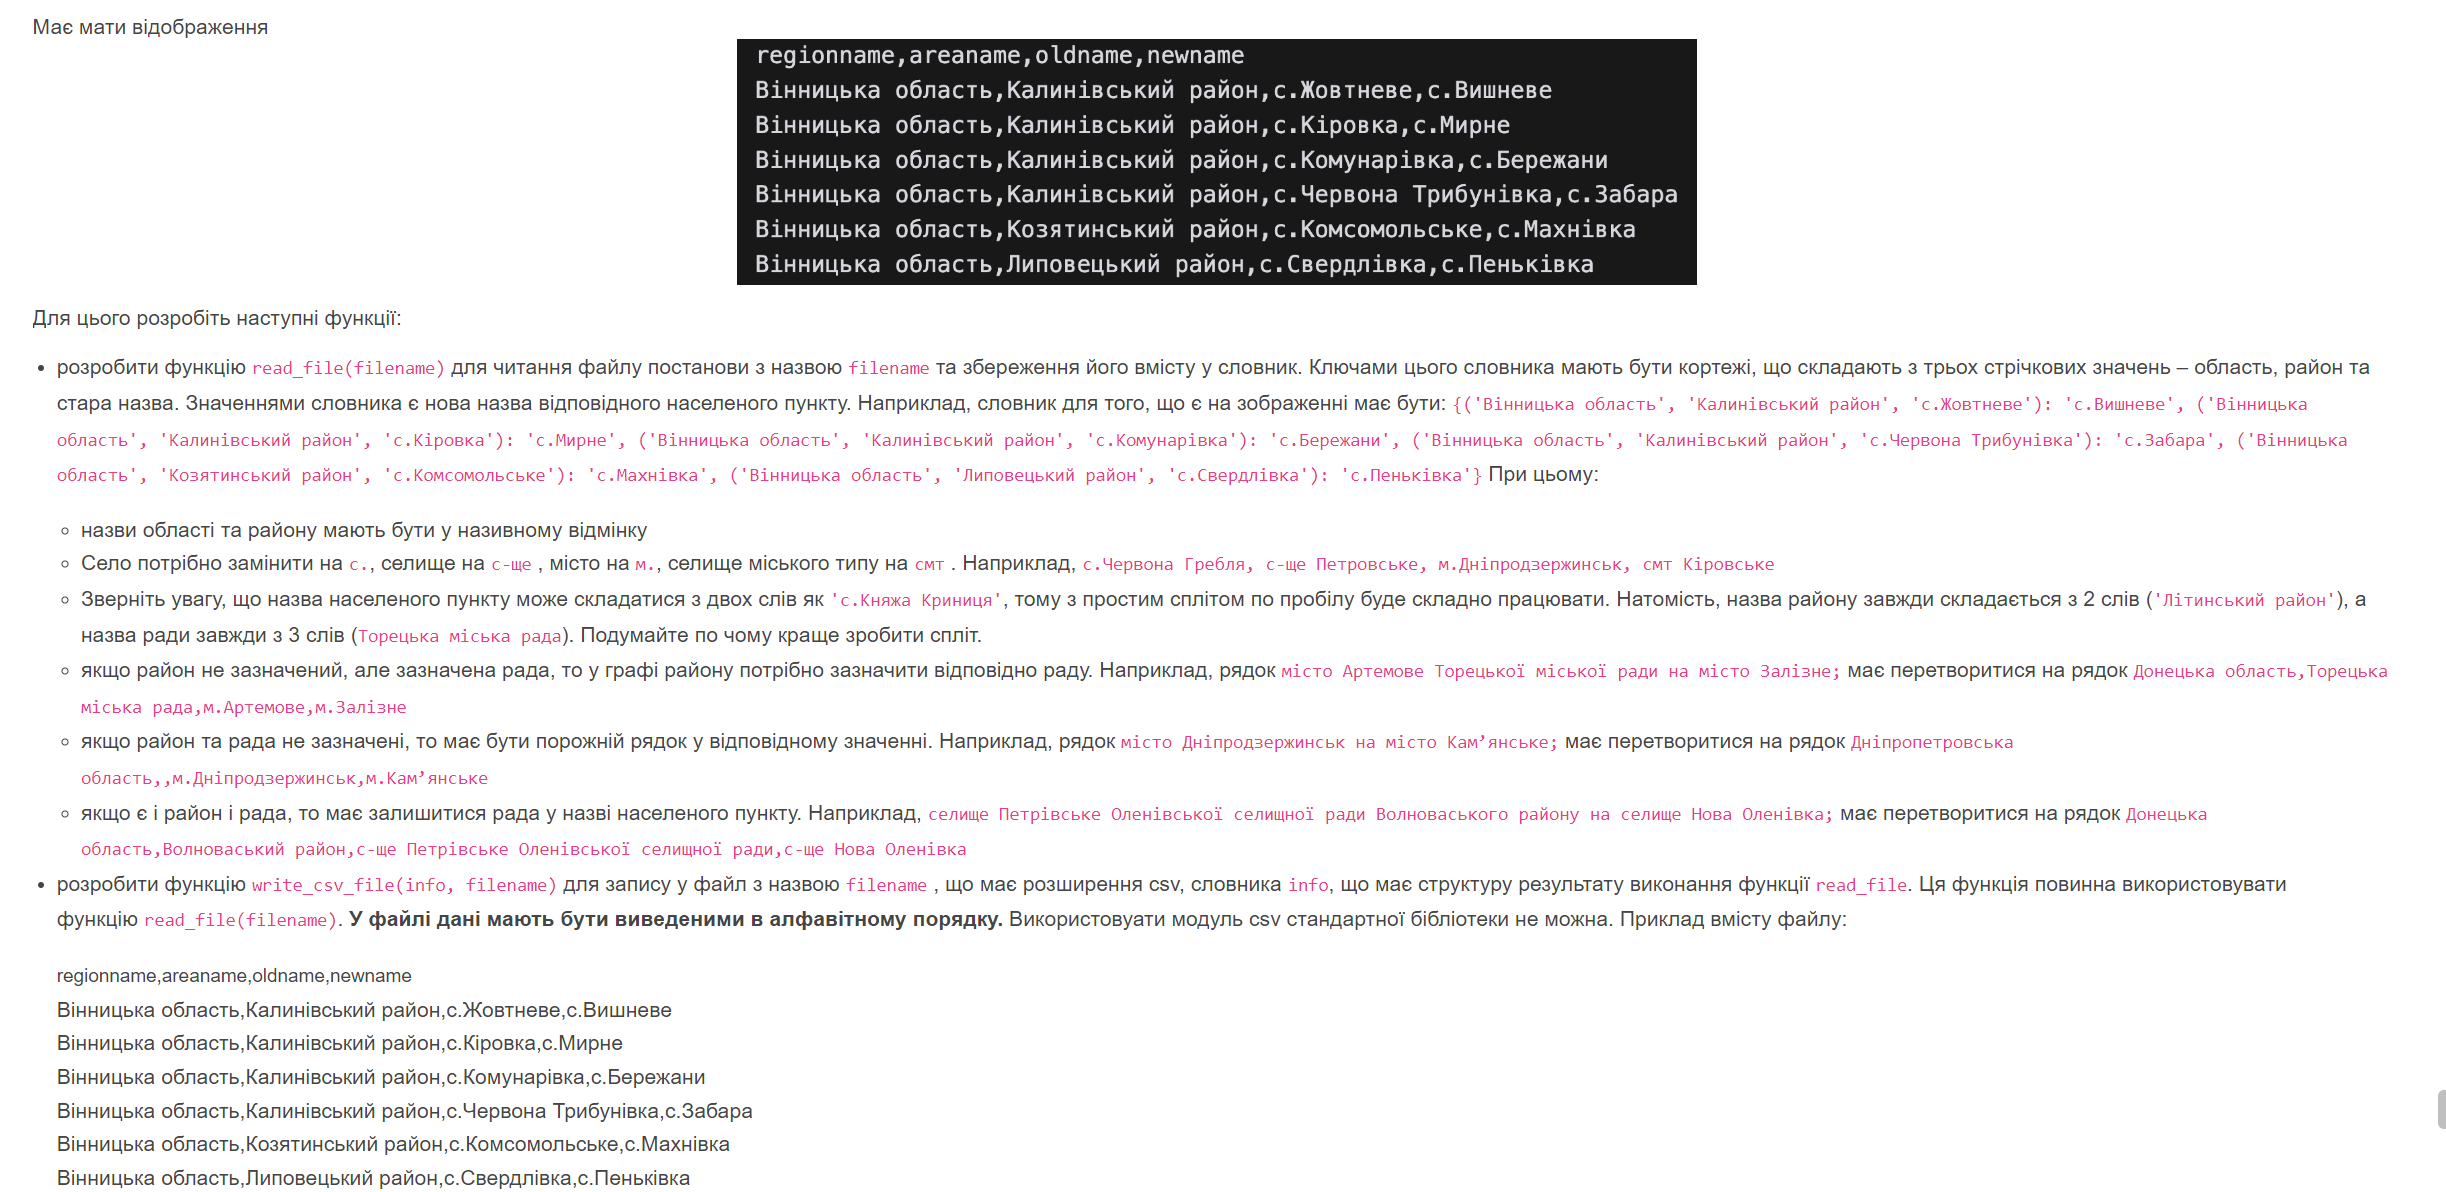 Має мати відображення
regionname,areaname,oldname,newname
Вінницька область,Калинівський район,с.Жовтневе,с.Вишневе
Вінницька область,Калинівський район,с.Кіровка,с.Мирне
Вінницька область,Калинівський район,с.Комунарівка,с.Бережани
Вінницька область,Калинівський район,с.Червона Трибунівка,с.Забара
Вінницька область,Козятинський район,с.Комсомольське,с.Махнівка
Вінницька область,Липовецький район,с.Свердлівка,с.Пеньківка
Для цього розробіть наступні функції:
• розробити функцію read_file(filename) для читання файлу постанови з назвою filename та збереження його вмісту у словник. Ключами цього словника мають бути кортежі, що складають з трьох стрічкових значень – область, район та
стара назва. Значеннями словника є нова назва відповідного населеного пункту. Наприклад, словник для того, що є на зображенні має бути: {('Вінницька область', 'Калинівський район', 'с.Жовтневе'): 'с.Вишневе', ('Вінницька
область', 'Калинівський район', 'с.Кіровка'): 'с.Мирне', ('Вінницька область', 'Калинівський район', 'с.Комунарівка'): 'с.Бережани', ('Вінницька область', 'Калинівський район', 'с.Червона Трибунівка'): 'с.Забара', ('Вінницька
область', 'Козятинський район', 'с.Комсомольське'): 'с.Махнівка', ('Вінницька область', 'Липовецький район', 'с.Свердлівка'): 'с.Пеньківка'} При цьому:
◦ назви області та району мають бути у називному відмінку
◦ Село потрібно замінити на с., селище на с-ще , місто на м., селище міського типу на смт . Наприклад, с.Червона Гребля, с-ще Петровське, м.Дніпродзержинськ, смт Кіровське
◦ Зверніть увагу, що назва населеного пункту може складатися з двох слів як 'с.Княжа Криниця', тому з простим сплітом по пробілу буде складно працювати. Натомість, назва району завжди складається з 2 слів ('Літинський район'), а
назва ради завжди з 3 слів (Торецька міська рада). Подумайте по чому краще зробити спліт.
◦ якщо район не зазначений, але зазначена рада, то у графі району потрібно зазначити відповідно раду. Наприклад, рядок місто Артемове Торецької міської ради на місто Залізне; має перетворитися на рядок Донецька область,Торецька
міська рада,м.Артемове,м.Залізне
◦ якщо район та рада не зазначені, то має бути порожній рядок у відповідному значенні. Наприклад, рядок місто Дніпродзержинськ на місто Кам’янське; має перетворитися на рядок Дніпропетровська
область,,м.Дніпродзержинськ,м.Кам’янське
◦ якщо є і район і рада, то має залишитися рада у назві населеного пункту. Наприклад, селище Петрівське Оленівської селищної ради Волноваського району на селище Нова Оленівка; має перетворитися на рядок Донецька
область,Волноваський район,с-ще Петрівське Оленівської селищної ради,с-ще Нова Оленівка
• розробити функцію write_csv_file(info, filename) для запису у файл з назвою filename , що має розширення csv, словника info, що має структуру результату виконання функції read_file. Ця функція повинна використовувати
функцію read_file(filename). У файлі дані мають бути виведеними в алфавітному порядку. Використовуати модуль csv стандартної бібліотеки не можна. Приклад вмісту файлу:
regionname,areaname,oldname,newname
Вінницька область,Калинівський район,с.Жовтневе,с.Вишневе
Вінницька область,Калинівський район,с.Кіровка,с.Мирне
Вінницька область,Калинівський район,с.Комунарівка,с.Бережани
Вінницька область,Калинівський район,с.Червона Трибунівка,с.Забара
Вінницька область,Козятинський район,с.Комсомольське,с.Махнівка
Вінницька область,Липовецький район,с.Свердлівка,с.Пеньківка